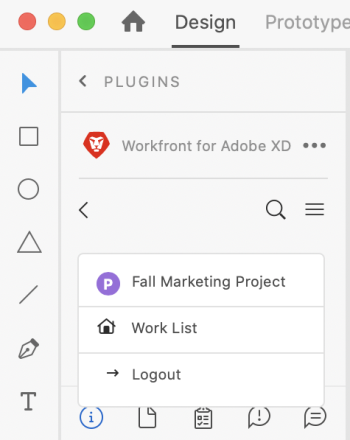 Design Prototype
PLUGINS
Workfront for Adobe XD
P Fall Marketing Project
Work List
Logout
T